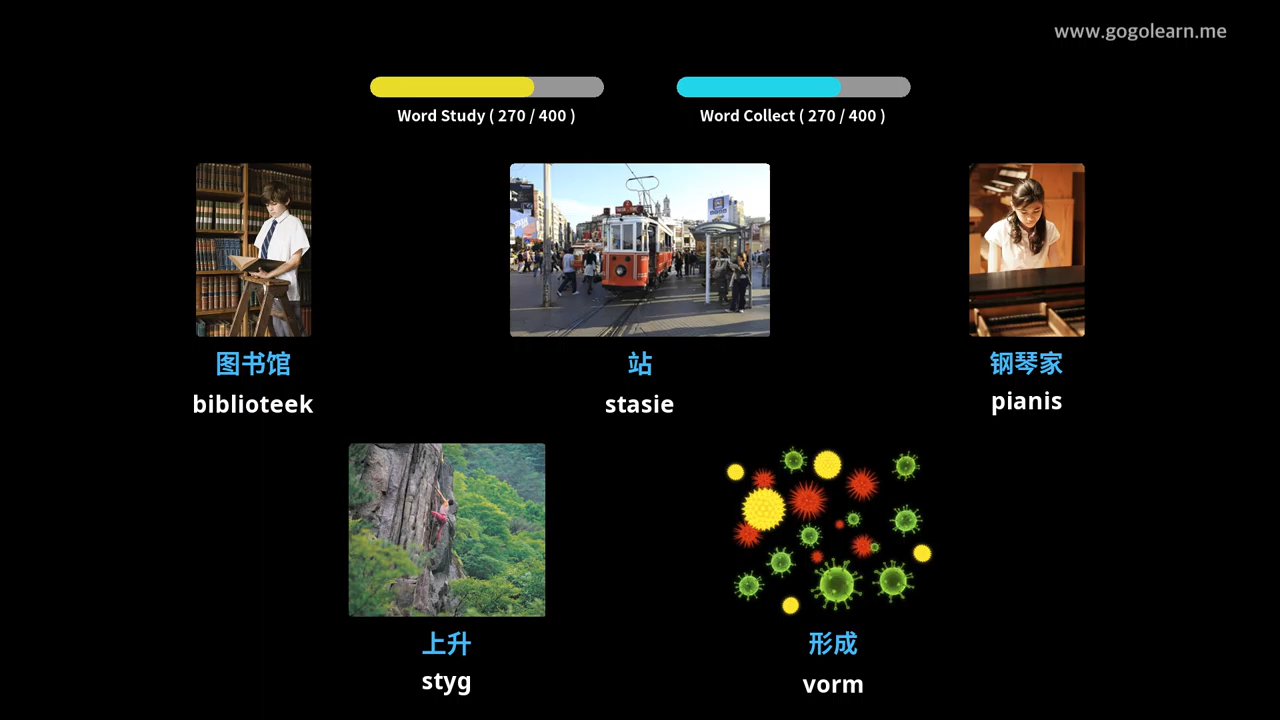 www.gogolearn.me
Word Study ( 270 / 400 )
Word Collect ( 270 / 400 )
图书馆
biblioteek
站
stasie
钢琴家
pianis
上升
styg
形成
vorm